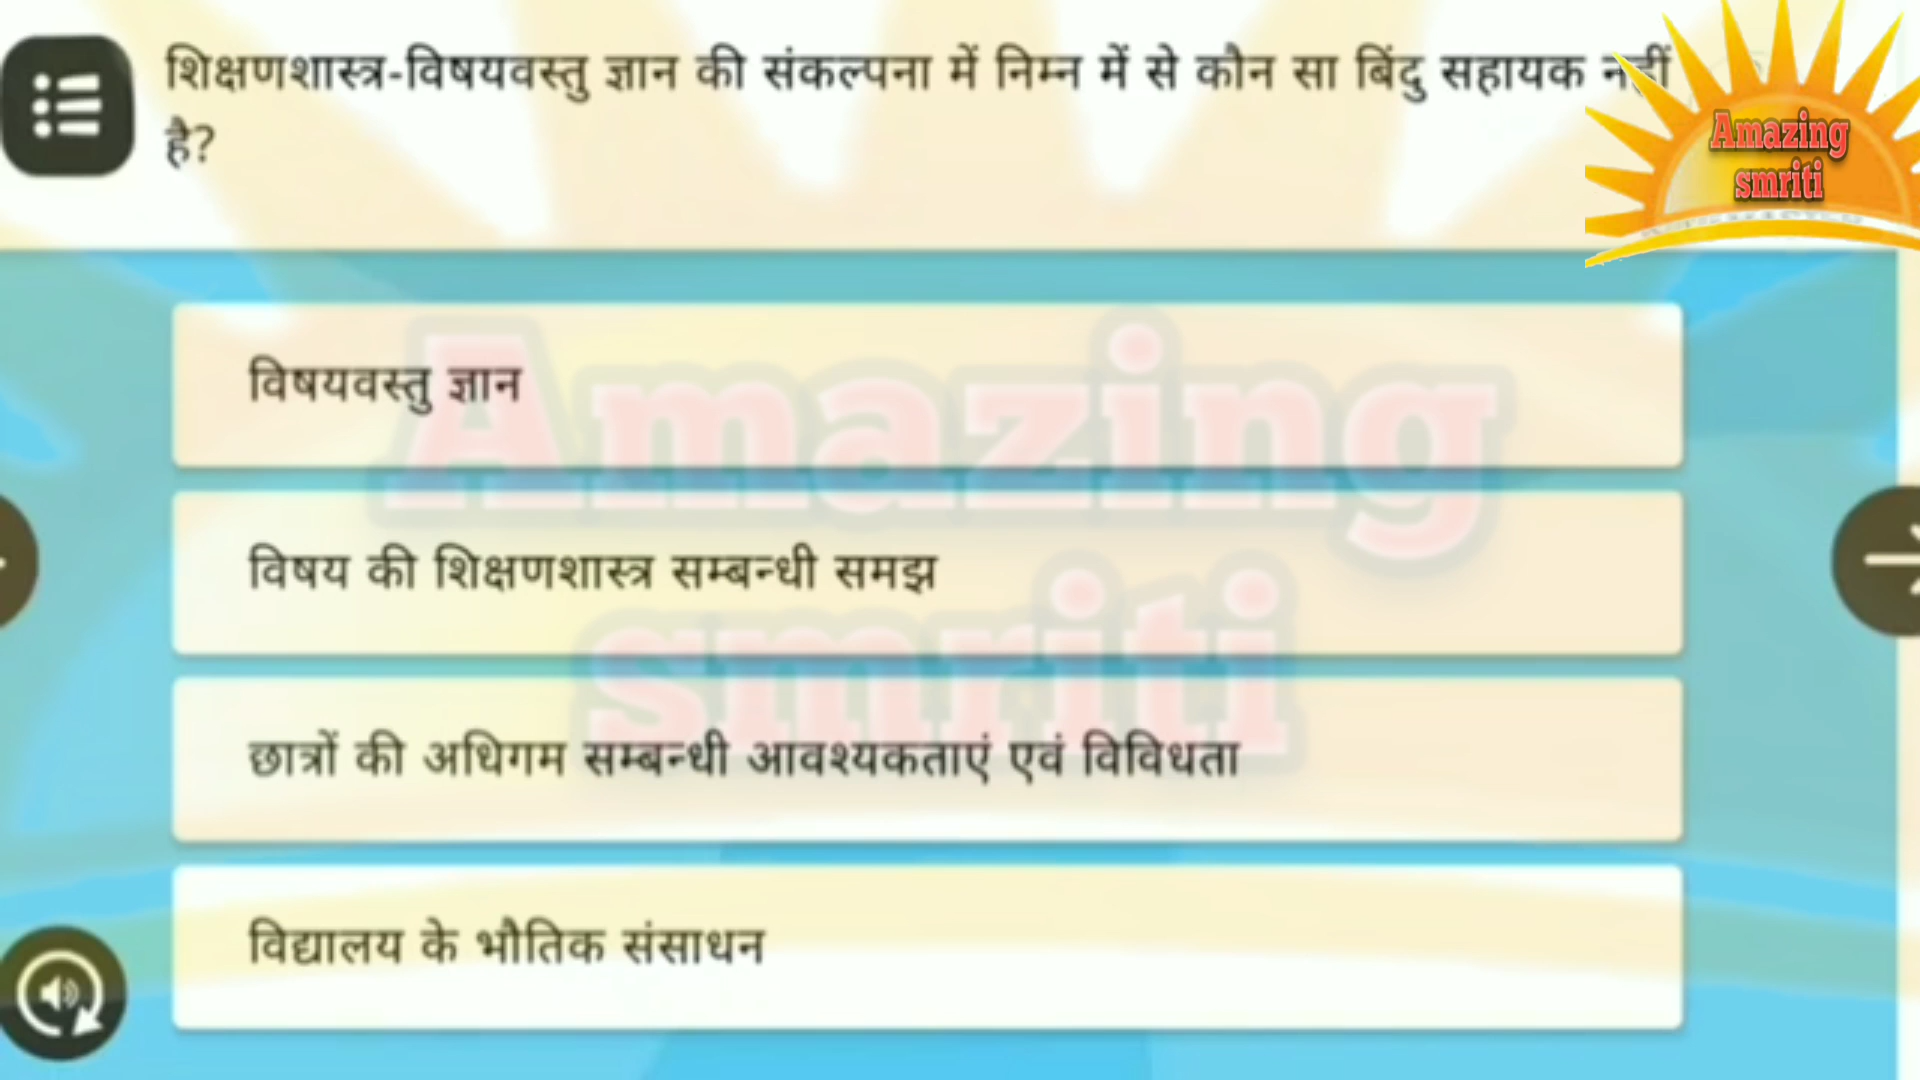 शिक्षणशास्त्र-विषयवस्तु ज्ञान की संकल्पना में निम्न में से कौन सा बिंदु सहायक नहीं
है?
Amazing
smriti
विषयवस्तु ज्ञान
विषय की शिक्षणशास्त्र सम्बन्धी समझ
छात्रों की अधिगम सम्बन्धी आवश्यकताएं एवं विविधता
विद्यालय के भौतिक संसाधन
Amazing
smriti